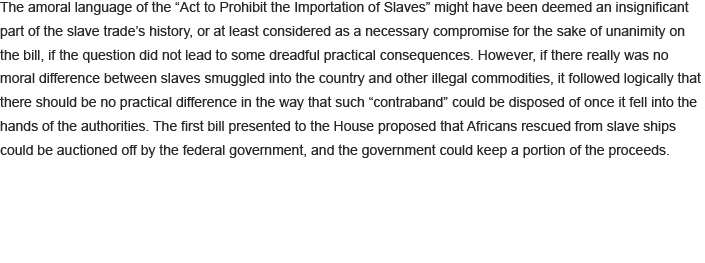 The amoral language of the “Act to Prohibit the Importation of Slaves” might have been deemed an insignificant
part of the slave trade’s history, or at least considered as a necessary compromise for the sake of unanimity on
the bill, if the question did not lead to some dreadful practical consequences. However, if there really was no
moral difference between slaves smuggled into the country and other illegal commodities, it followed logically that
there should be no practical difference in the way that such “contraband” could be disposed of once it fell into the
hands of the authorities. The first bill presented to the House proposed that Africans rescued from slave ships
could be auctioned off by the federal government, and the government could keep a portion of the proceeds.